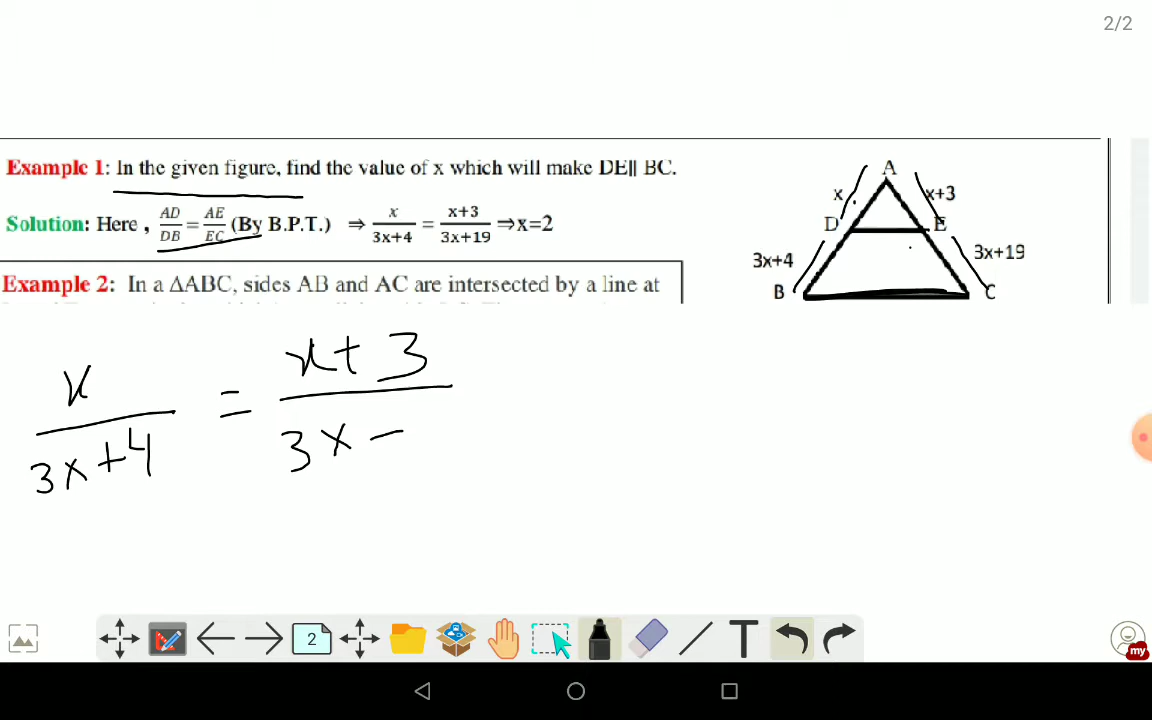 2/2
Example 1: In the given figure, find the value of x which will make DE|| BC.
Solution: Here , AD/DB = AE/EC (By B.P.T.) ⇒ x/3x+4 = x+3/3x+19 ⇒x=2
Example 2: In a ΔABC, sides AB and AC are intersected by a line at
A
x
x+3
D
E
3x+4
3x+19
B
C
x/3x+4 = x+3/3x -
2
T
my